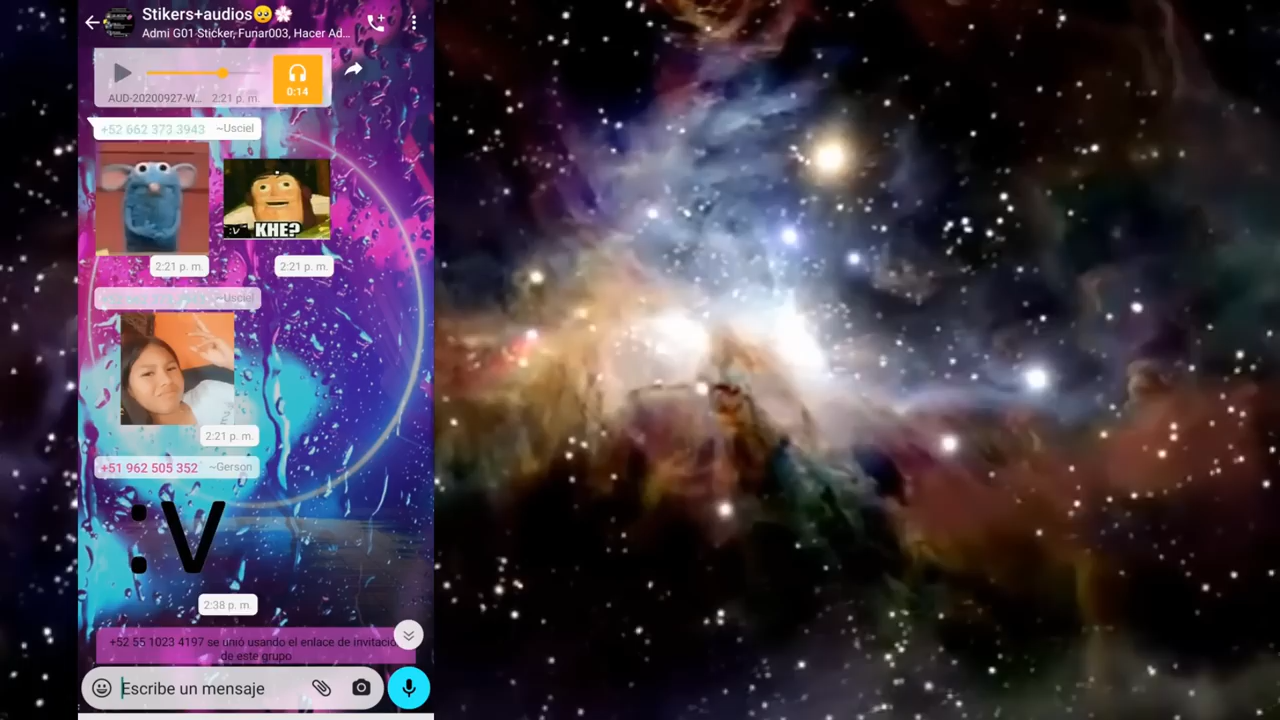 Stikers+audios🥺🌸
Admi G01 Sticker, Funar003, Hacer Ad...
0:14
AUD-20200927-W... 2:21 p. m.
+52 662 373 3943 ~Usciel
:v KHE?
2:21 p. m. 2:21 p. m.
~Usciel
2:21 p. m.
+51 962 505 352 ~Gerson
:V
2:38 p. m.
+52 55 1023 4197 se unió usando el enlace de invitació
de este grupo
Escribe un mensaje